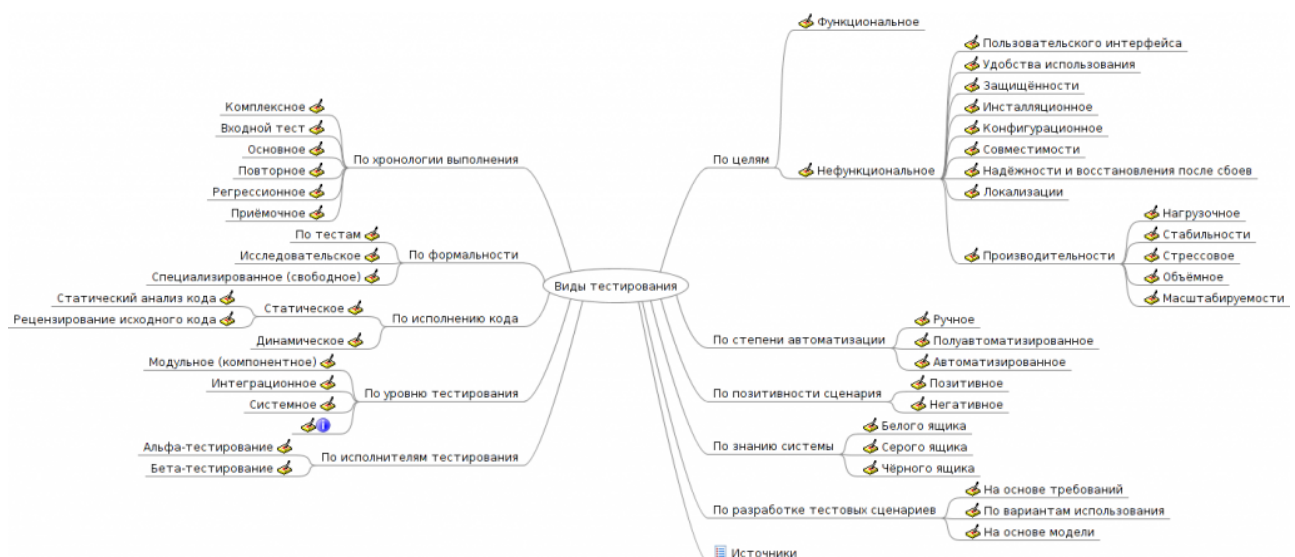 Виды тестирования
По хронологии выполнения
Комплексное
Входной тест
Основное
Повторное
Регрессионное
Приёмочное
По формальности
По тестам
Исследовательское
Специализированное (свободное)
По исполнению кода
Статическое
Статический анализ кода
Рецензирование исходного кода
Динамическое
По уровню тестирования
Модульное (компонентное)
Интеграционное
Системное
По исполнителям тестирования
Альфа-тестирование
Бета-тестирование
По целям
Функциональное
Нефункциональное
Пользовательского интерфейса
Удобства использования
Защищённости
Инсталляционное
Конфигурационное
Совместимости
Надёжности и восстановления после сбоев
Локализации
Производительности
Нагрузочное
Стабильности
Стрессовое
Объёмное
Масштабируемости
По степени автоматизации
Ручное
Полуавтоматизированное
Автоматизированное
По позитивности сценария
Позитивное
Негативное
По знанию системы
Белого ящика
Серого ящика
Чёрного ящика
По разработке тестовых сценариев
На основе требований
По вариантам использования
На основе модели
Источники